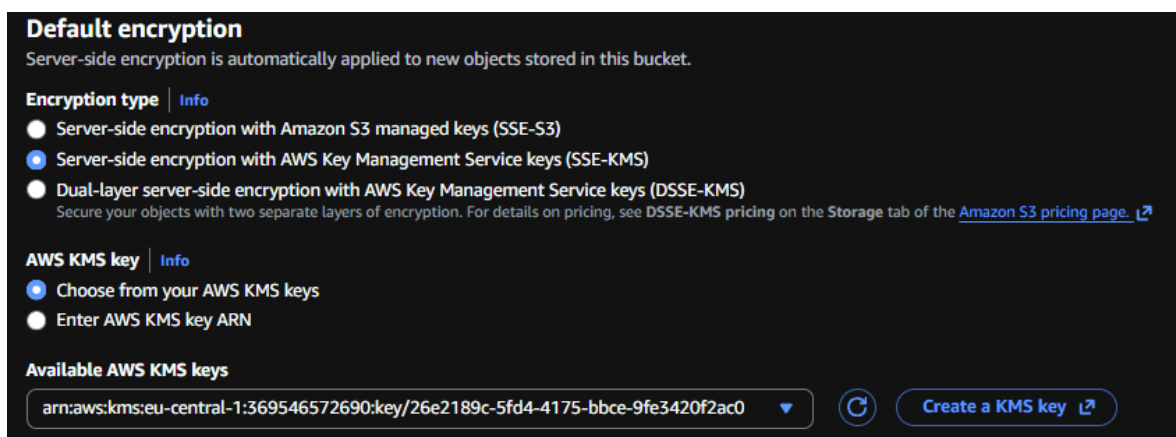 Default encryption
Server-side encryption is automatically applied to new objects stored in this bucket.
Encryption type | Info
Server-side encryption with Amazon S3 managed keys (SSE-S3)
Server-side encryption with AWS Key Management Service keys (SSE-KMS)
Dual-layer server-side encryption with AWS Key Management Service keys (DSSE-KMS)
Secure your objects with two separate layers of encryption. For details on pricing, see DSSE-KMS pricing on the Storage tab of the Amazon S3 pricing page.
AWS KMS key | Info
Choose from your AWS KMS keys
Enter AWS KMS key ARN
Available AWS KMS keys
arn:aws:kms:eu-central-1:369546572690:key/26e2189c-5fd4-4175-bbce-9fe3420f2ac0
Create a KMS key